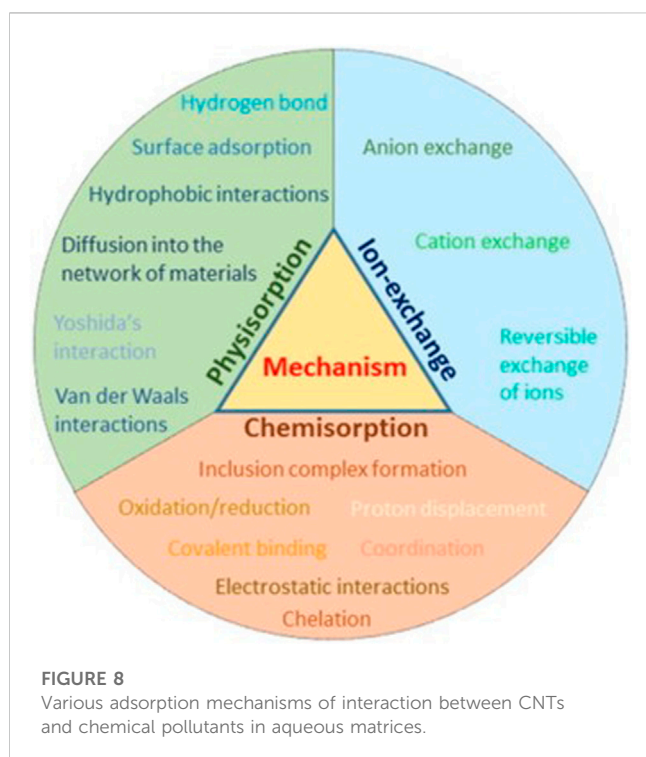 Hydrogen bond
Surface adsorption
Hydrophobic interactions
Diffusion into the
network of materials
Yoshida's
interaction
Van der Waals
interactions
Physisorption
Ion-exchange
Anion exchange
Cation exchange
Reversible
exchange
of ions
Mechanism
Chemisorption
Inclusion complex formation
Oxidation/reduction
Proton displacement
Covalent binding
Coordination
Electrostatic interactions
Chelation
FIGURE 8
Various adsorption mechanisms of interaction between CNTs
and chemical pollutants in aqueous matrices.